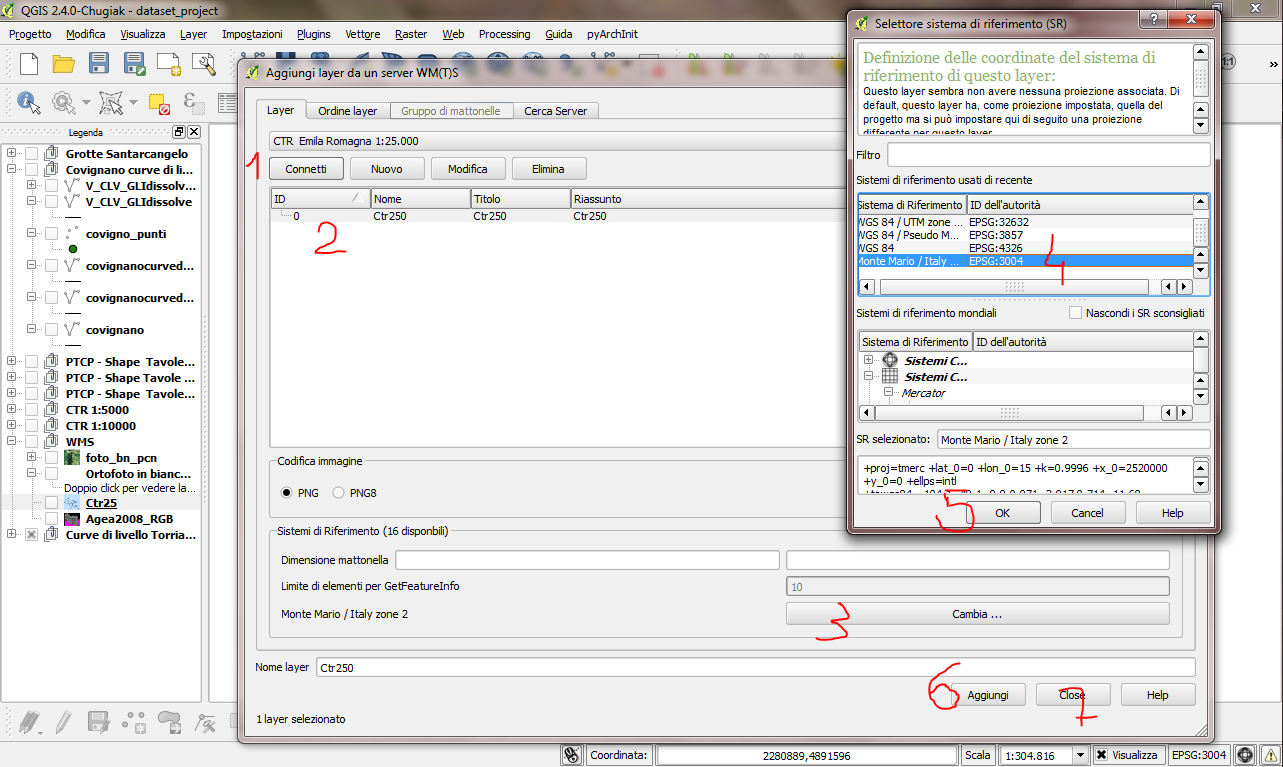 QGIS 2.4.0-Chugiak - dataset_project
Progetto Modifica Visualizza Layer Impostazioni Plugins Vettore Raster Web Processing Guida pyArchInit
Legenda
Grotte Santarcangelo
Covignano curve di li...
V_CLV_GLIdissolv...
V_CLV_GLIdissolve
covigno_punti
covignanocurved...
covignanocurved...
covignano
PTCP - Shape Tavole...
PTCP - Shape Tavole ...
PTCP - Shape Tavole...
CTR 1:5000
CTR 1:10000
WMS
foto_bn_pcn
Ortofoto in bianc...
Doppio click per vedere la...
Ctr25
Agea2008_RGB
Curve di livello Torria...
Aggiungi layer da un server WM(T)S
Layer Ordine layer Gruppo di mattonelle Cerca Server
CTR Emila Romagna 1:25.000
1 Connetti Nuovo Modifica Elimina
ID Nome Titolo Riassunto
0 Ctr250 Ctr250 Ctr250
2
Codifica immagine
PNG PNG8
Sistemi di Riferimento (16 disponbili)
Dimensione mattonella
Limite di elementi per GetFeatureInfo 10
Monte Mario / Italy zone 2 3 Cambia ...
Nome layer Ctr250
6 Aggiungi Close 7 Help
1 layer selezionato
Selettore sistema di riferimento (SR)
Definizione delle coordinate del sistema di
riferimento di questo layer:
Questo layer sembra non avere nessuna proiezione associata. Di
default, questo layer ha, come proiezione impostata, quella del
progetto ma si può impostare qui di seguito una proiezione
differente per questo layer
Filtro
Sistemi di riferimento usati di recente
Sistema di Riferimento ID dell'autorità
WGS 84 / UTM zone ... EPSG:32632
WGS 84 / Pseudo M... EPSG:3857
WGS 84 EPSG:4326
Monte Mario / Italy ... EPSG:3004 4
Sistemi di riferimento mondiali Nascondi i SR sconsigliati
Sistema di Riferimento ID dell'autorità
Sistemi C...
Sistemi C...
Mercator
SR selezionato: Monte Mario / Italy zone 2
+proj=tmerc +lat_0=0 +lon_0=15 +k=0.9996 +x_0=2520000
+y_0=0 +ellps=intl
5 OK Cancel Help
Coordinata: 2280889,4891596 Scala 1:304.816 Visualizza EPSG:3004